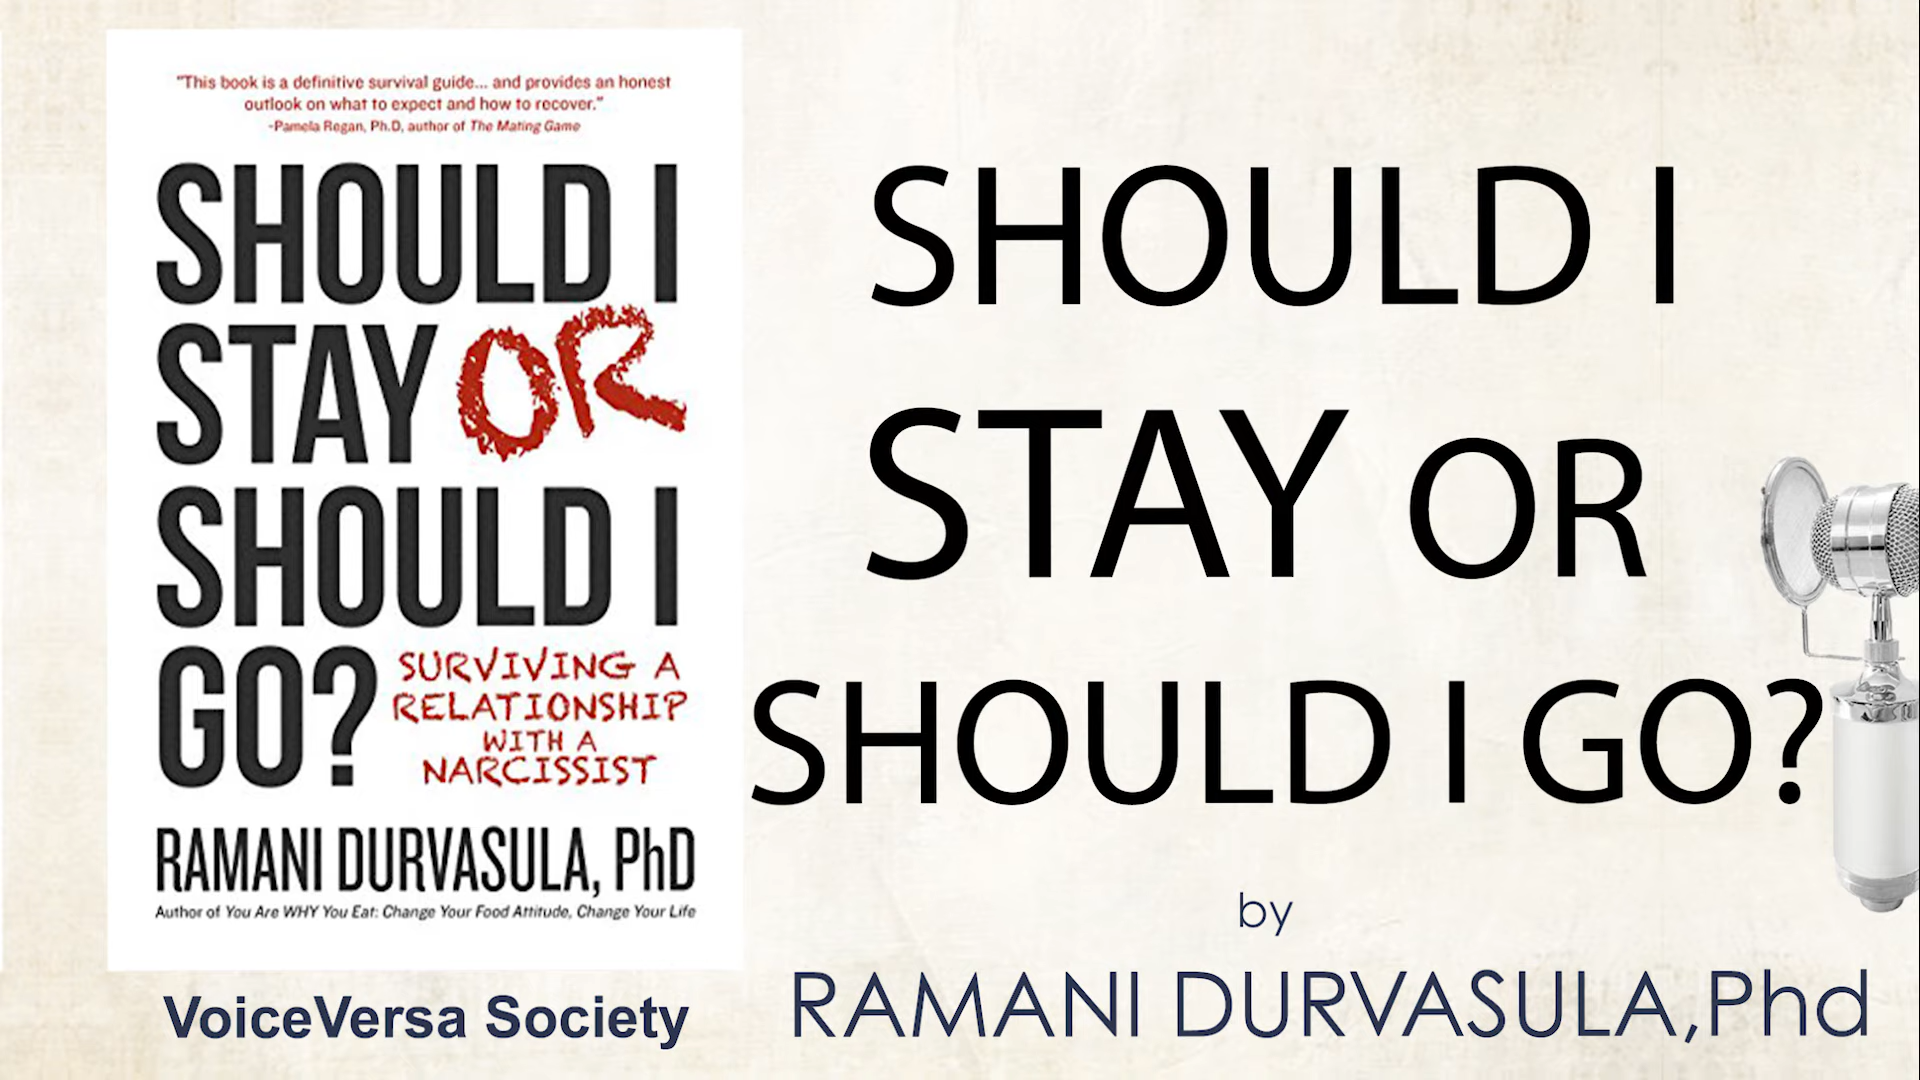 "This book is a definitive survival guide... and provides an honest
outlook on what to expect and how to recover."
-Pamela Regan, Ph.D, author of The Mating Game
SHOULD I
STAY OR
SHOULD I
GO?
SURVIVING A
RELATIONSHIP
WITH A
NARCISSIST
RAMANI DURVASULA, PhD
Author of You Are WHY You Eat: Change Your Food Attitude, Change Your Life
VoiceVersa Society
SHOULD I
STAY OR
SHOULD I GO?
by
RAMANI DURVASULA,Phd